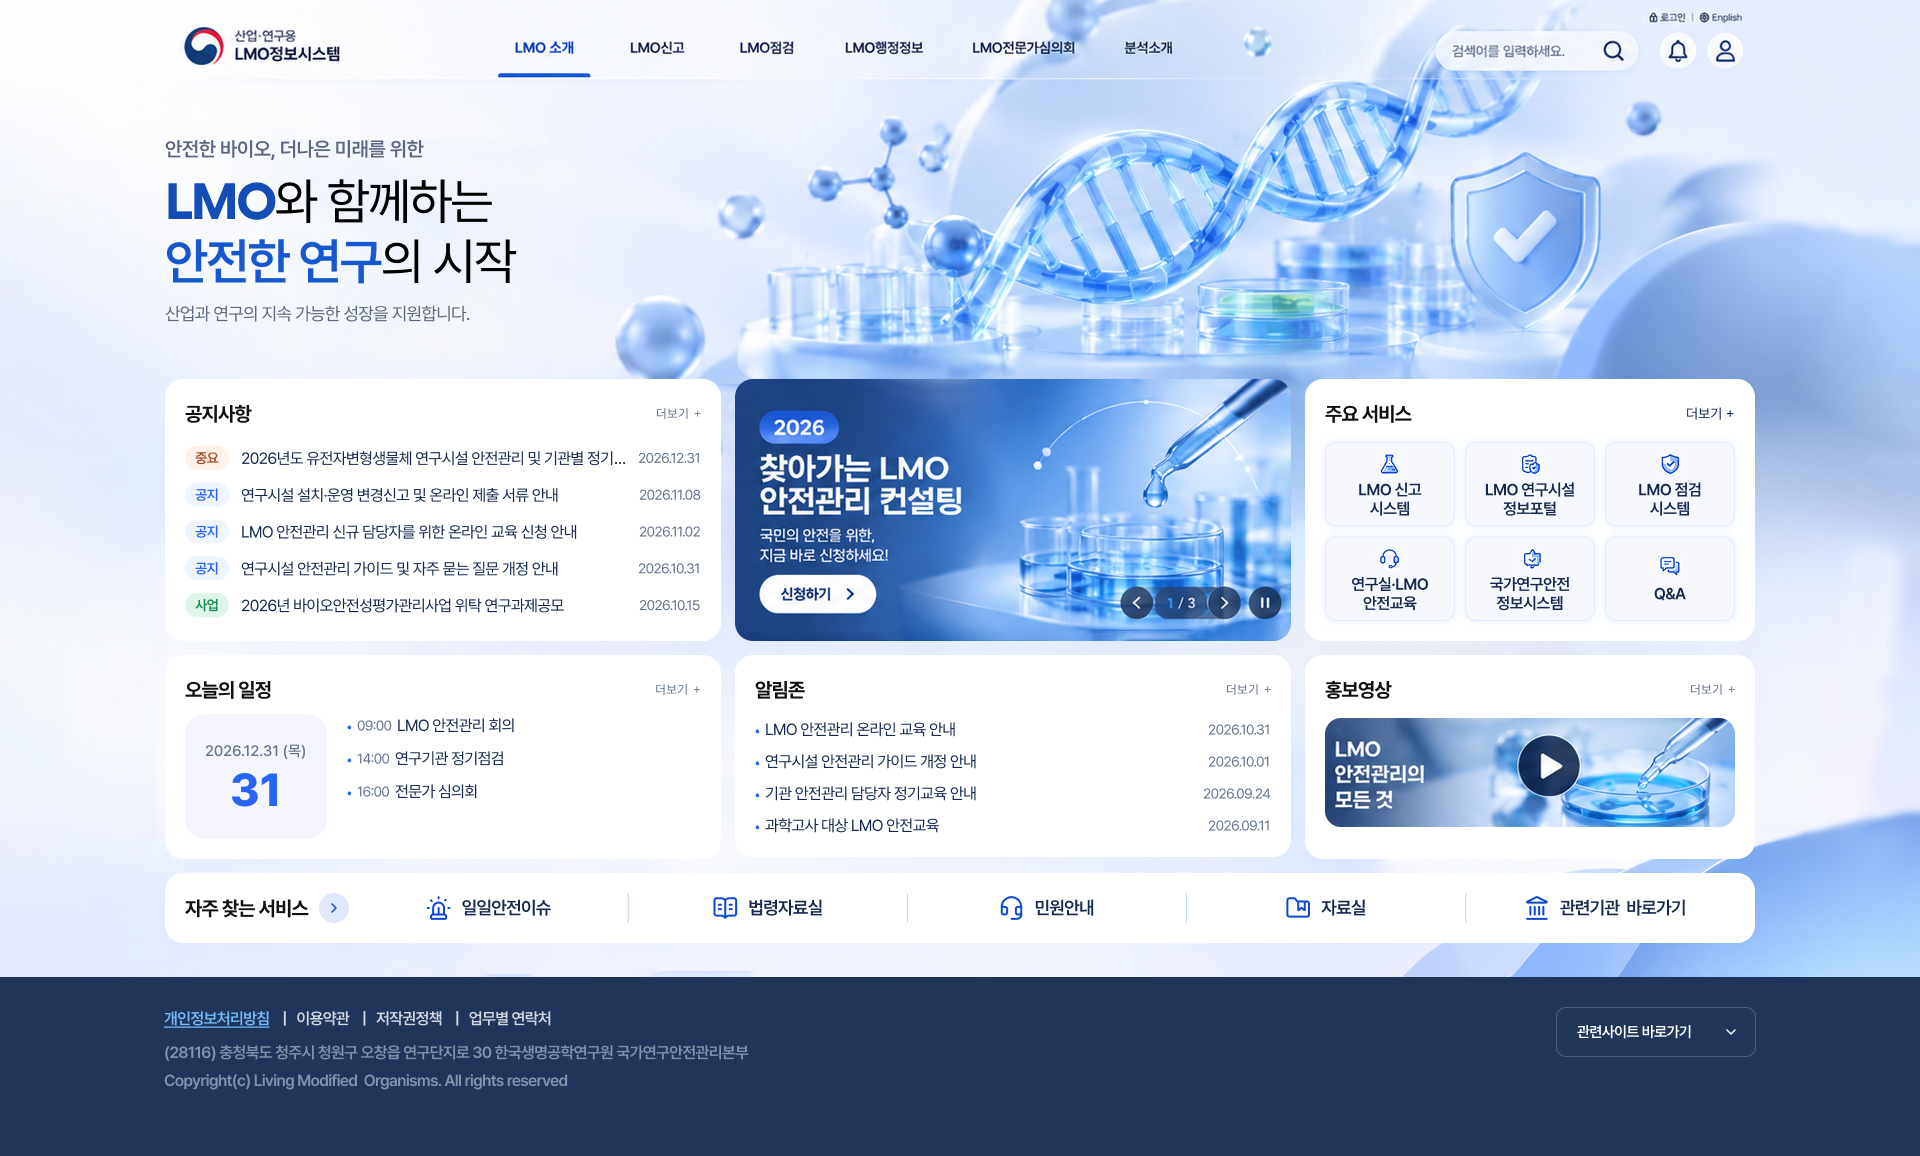 로그인 | English
산업·연구용
LMO정보시스템
LMO 소개
LMO신고
LMO점검
LMO행정정보
LMO전문가심의회
분석소개
검색어를 입력하세요.
안전한 바이오, 더나은 미래를 위한
LMO와 함께하는
안전한 연구의 시작
산업과 연구의 지속 가능한 성장을 지원합니다.
공지사항
더보기 +
중요 2026년도 유전자변형생물체 연구시설 안전관리 및 기관별 정기... 2026.12.31
공지 연구시설 설치·운영 변경신고 및 온라인 제출 서류 안내 2026.11.08
공지 LMO 안전관리 신규 담당자를 위한 온라인 교육 신청 안내 2026.11.02
공지 연구시설 안전관리 가이드 및 자주 묻는 질문 개정 안내 2026.10.31
사업 2026년 바이오안전성평가관리사업 위탁 연구과제공모 2026.10.15
2026
찾아가는 LMO
안전관리 컨설팅
국민의 안전을 위한,
지금 바로 신청하세요!
신청하기
1 / 3
주요 서비스
더보기 +
LMO 신고
시스템
LMO 연구시설
정보포털
LMO 점검
시스템
연구실·LMO
안전교육
국가연구안전
정보시스템
Q&A
오늘의 일정
더보기 +
2026.12.31 (목)
31
• 09:00 LMO 안전관리 회의
• 14:00 연구기관 정기점검
• 16:00 전문가 심의회
알림존
더보기 +
• LMO 안전관리 온라인 교육 안내 2026.10.31
• 연구시설 안전관리 가이드 개정 안내 2026.10.01
• 기관 안전관리 담당자 정기교육 안내 2026.09.24
• 과학고사 대상 LMO 안전교육 2026.09.11
홍보영상
더보기 +
LMO
안전관리의
모든 것
자주 찾는 서비스
일일안전이슈
법령자료실
민원안내
자료실
관련기관 바로가기
개인정보처리방침 | 이용약관 | 저작권정책 | 업무별 연락처
(28116) 충청북도 청주시 청원구 오창읍 연구단지로 30 한국생명공학연구원 국가연구안전관리본부
Copyright(c) Living Modified Organisms. All rights reserved
관련사이트 바로가기